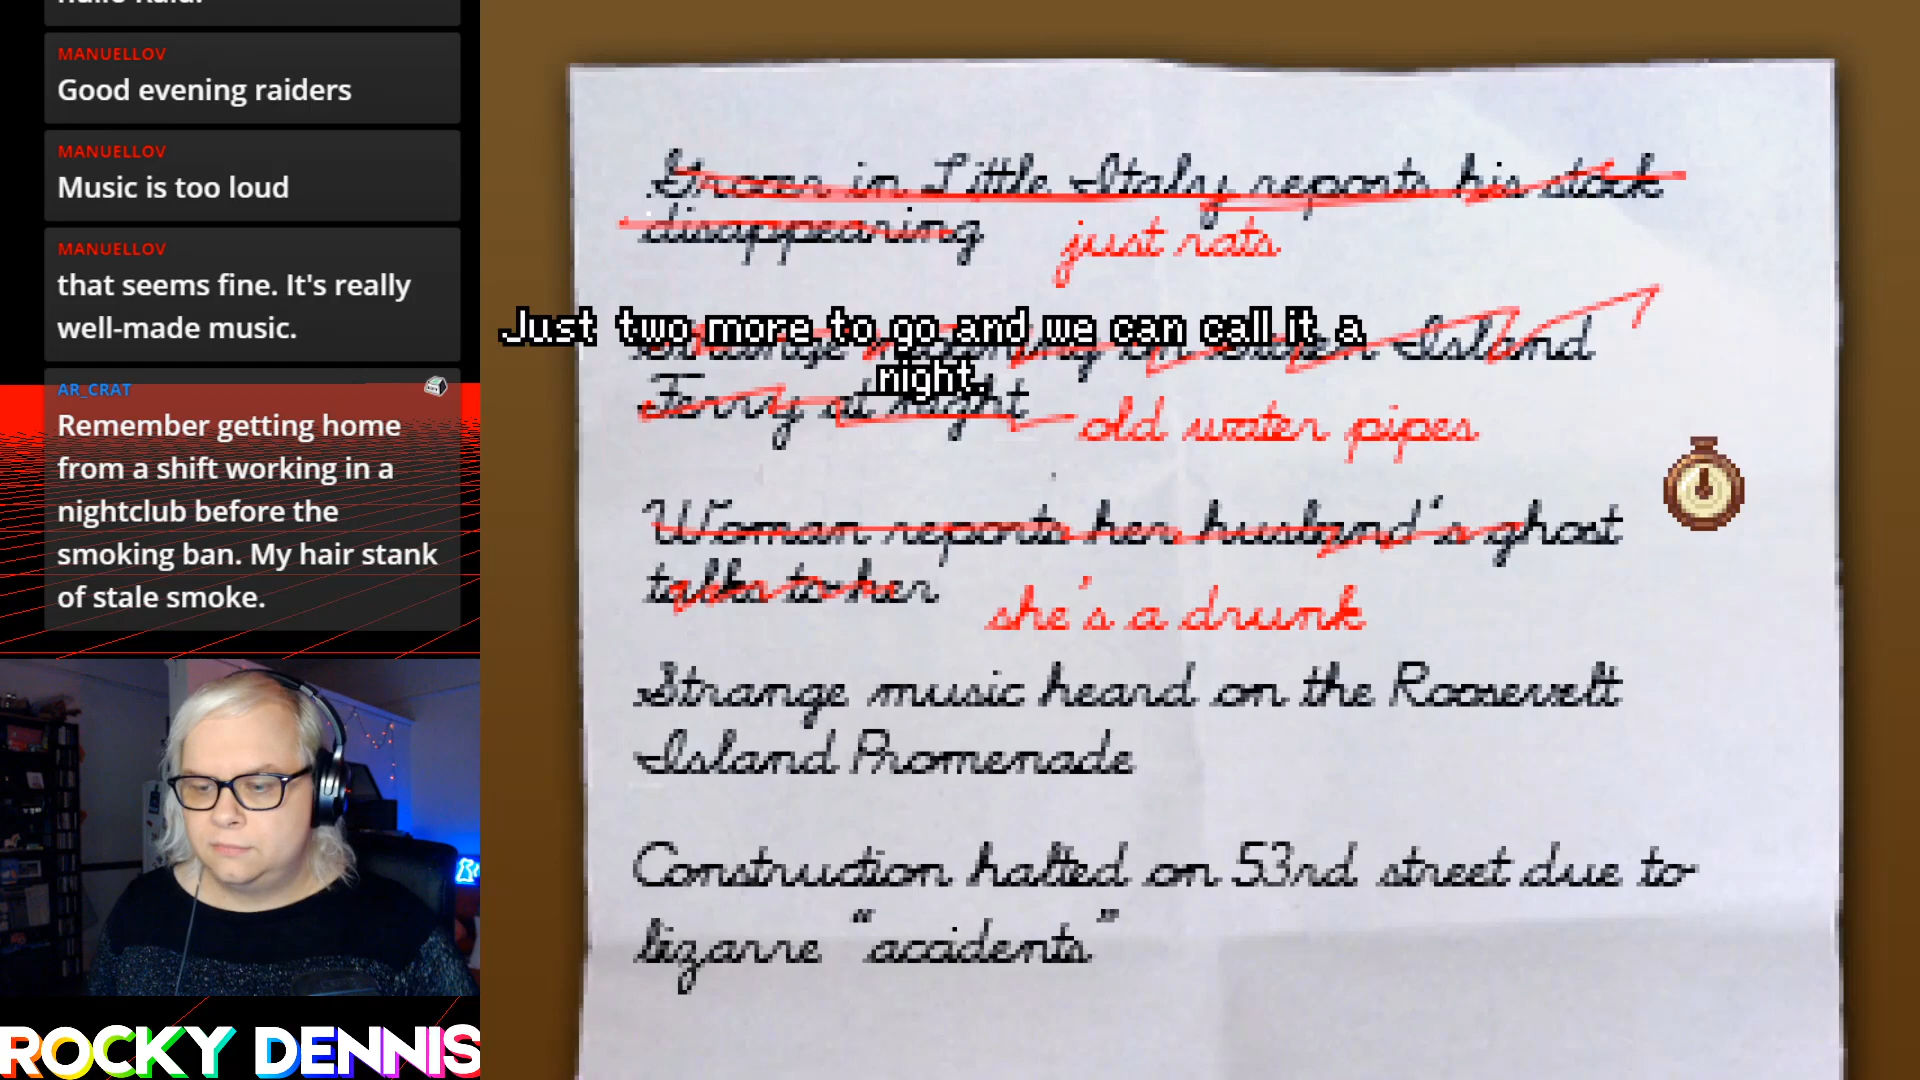 MANUELLOV
Good evening raiders
MANUELLOV
Music is too loud
MANUELLOV
that seems fine. It's really
well-made music.
AR_CRAT
Remember getting home
from a shift working in a
nightclub before the
smoking ban. My hair stank
of stale smoke.
ROCKY DENNIS
Grocer in Little Italy reports his stock
disappearing just rats
Just two more to go and we can call it a
night.
Strange on Island
Ferry at night old water pipes
Woman reports her husband's ghost
talks to her she's a drunk
Strange music heard on the Roosevelt
Island Promenade
Construction halted on 53rd street due to
bizarre "accidents"